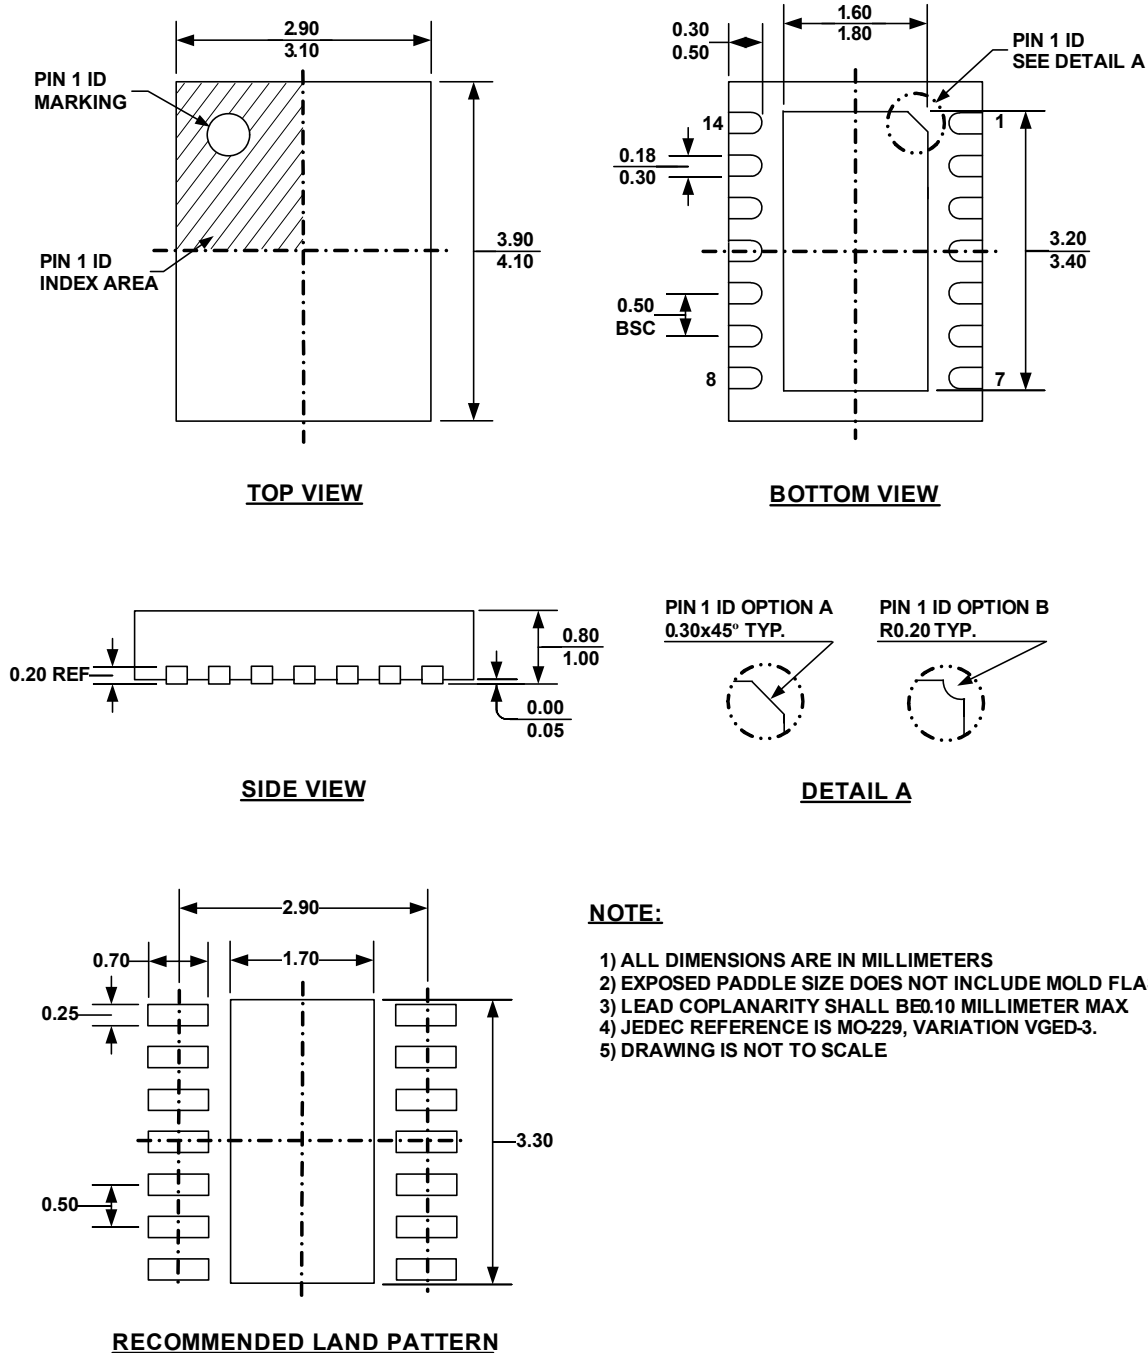 2.90
3.10
PIN 1 ID
MARKING
PIN 1 ID
INDEX AREA
3.90
4.10
TOP VIEW
0.30
0.50
1.60
1.80
PIN 1 ID
SEE DETAIL A
14
1
0.18
0.30
3.20
3.40
0.50
BSC
8
7
BOTTOM VIEW
0.20 REF
0.80
1.00
0.00
0.05
SIDE VIEW
PIN 1 ID OPTION A
0.30x45° TYP.
PIN 1 ID OPTION B
R0.20 TYP.
DETAIL A
2.90
0.70
1.70
0.25
3.30
0.50
RECOMMENDED LAND PATTERN
NOTE:
1) ALL DIMENSIONS ARE IN MILLIMETERS
2) EXPOSED PADDLE SIZE DOES NOT INCLUDE MOLD FLA
3) LEAD COPLANARITY SHALL BE0.10 MILLIMETER MAX
4) JEDEC REFERENCE IS MO-229, VARIATION VGED-3.
5) DRAWING IS NOT TO SCALE